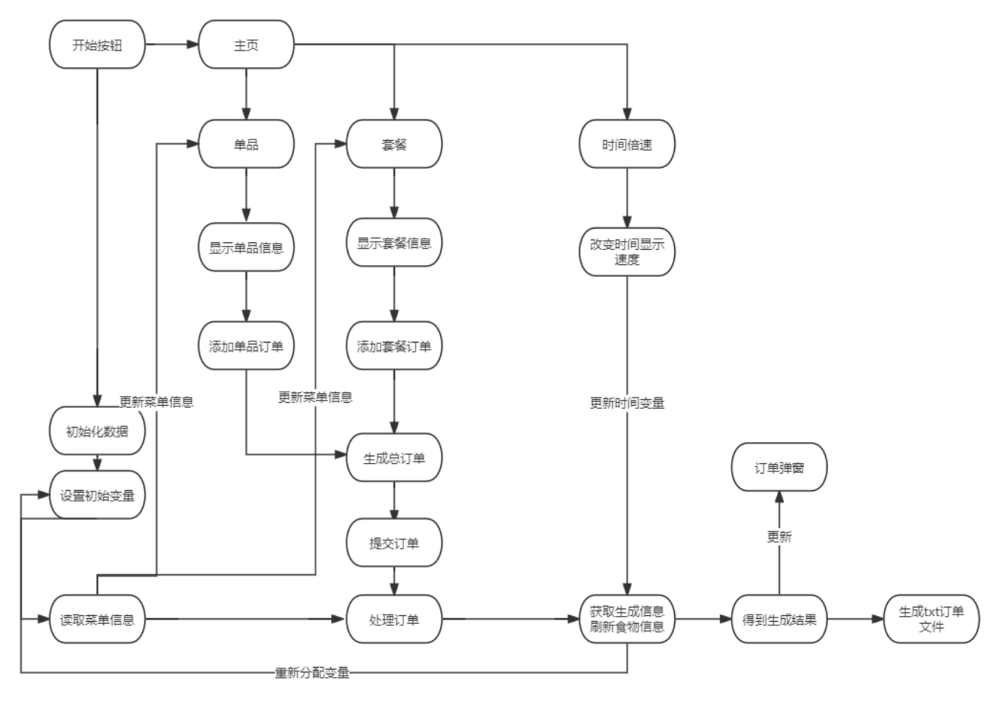 开始按钮
主页
单品
套餐
时间倍速
显示单品信息
显示套餐信息
改变时间显示
速度
添加单品订单
添加套餐订单
更新菜单信息
更新菜单信息
更新时间变量
初始化数据
生成总订单
订单弹窗
设置初始变量
提交订单
更新
读取菜单信息
处理订单
获取生成信息
刷新食物信息
得到生成结果
生成txt订单
文件
重新分配变量